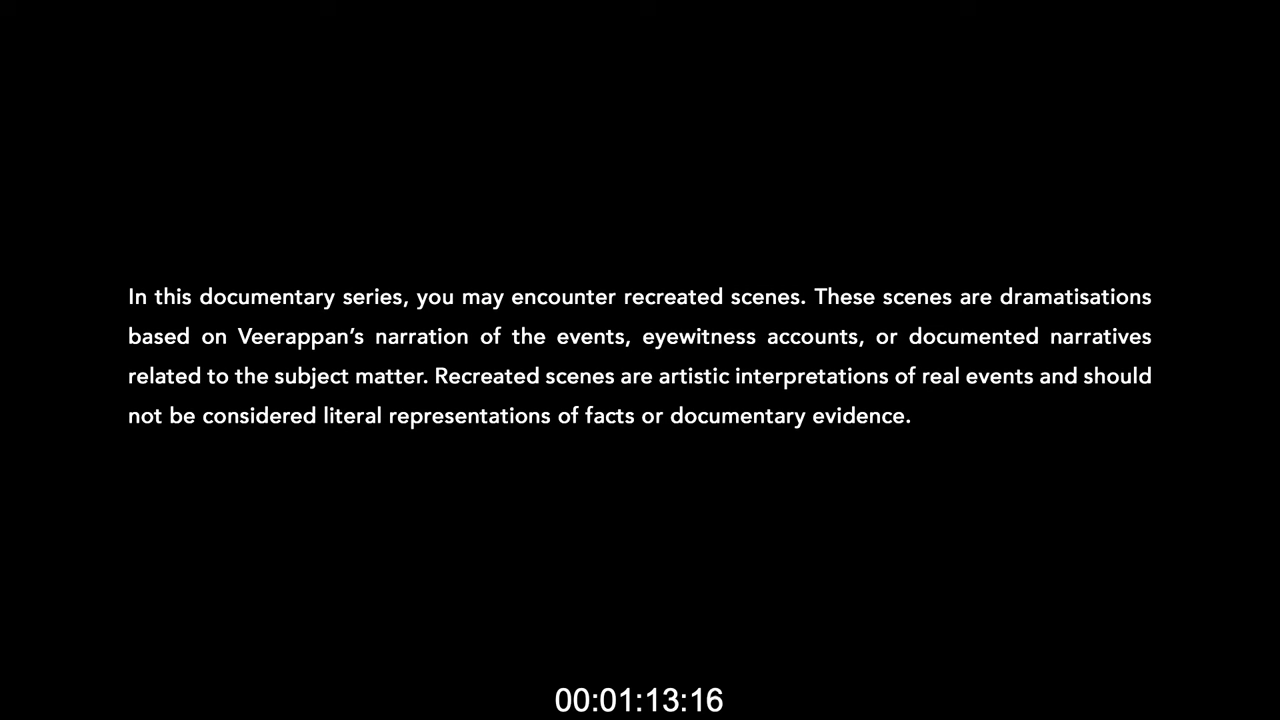 In this documentary series, you may encounter recreated scenes. These scenes are dramatisations
based on Veerappan’s narration of the events, eyewitness accounts, or documented narratives
related to the subject matter. Recreated scenes are artistic interpretations of real events and should
not be considered literal representations of facts or documentary evidence.
00:01:13:16